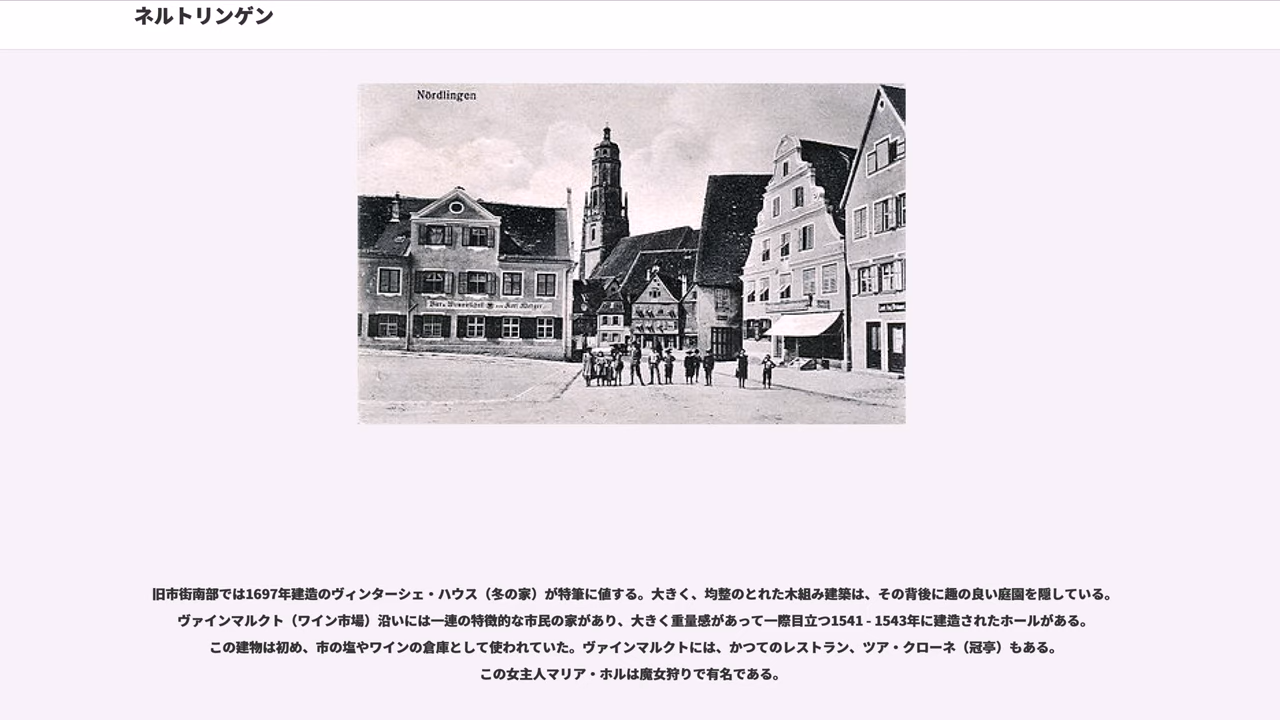 ネルトリンゲン
Nördlingen
旧市街南部では1697年建造のヴィンターシェ・ハウス（冬の家）が特筆に値する。大きく、均整のとれた木組み建築は、その背後に趣の良い庭園を隠している。
ヴァインマルクト（ワイン市場）沿いには一連の特徴的な市民の家があり、大きく重量感があって一際目立つ1541 - 1543年に建造されたホールがある。
この建物は初め、市の塩やワインの倉庫として使われていた。ヴァインマルクトには、かつてのレストラン、ツア・クローネ（冠亭）もある。
この女主人マリア・ホルは魔女狩りで有名である。